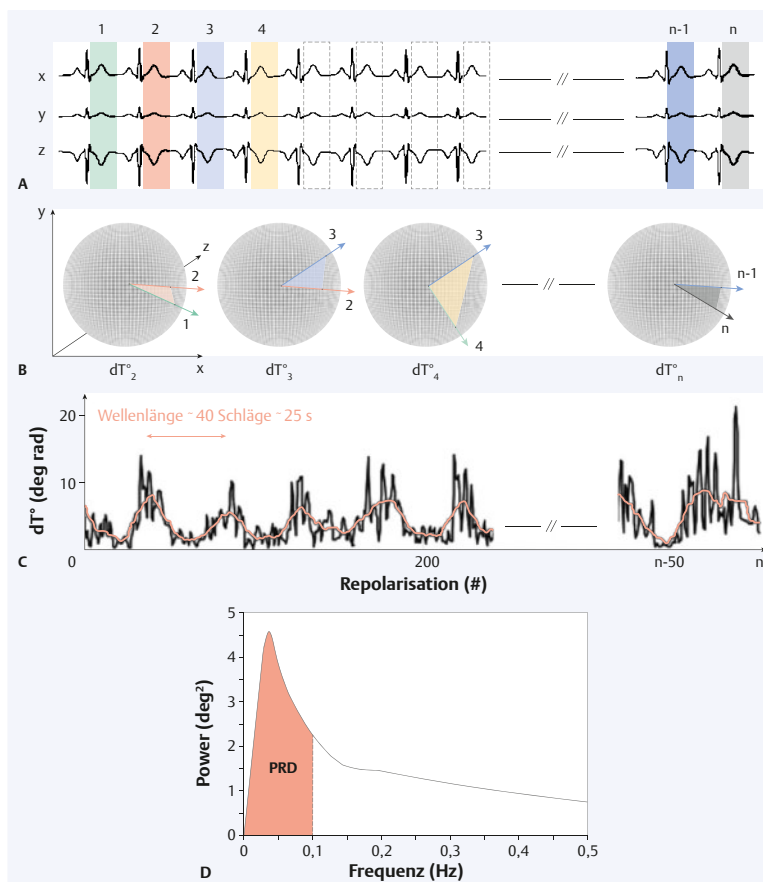 1 2 3 4 n-1 n
x
y
z
A
y
z
3
3
2
1
2
4
n-1
n
x
B
dT°₂ dT°₃ dT°₄ dT°ₙ
Wellenlänge ~ 40 Schläge ~ 25 s
20
10
dT° (deg rad)
C
0 200 n-50 n
Repolarisation (#)
5
4
3
2
1
0
Power (deg²)
PRD
0 0,1 0,2 0,3 0,4 0,5
D
Frequenz (Hz)